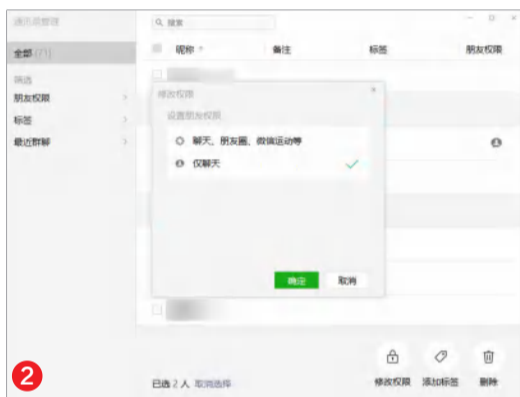 通讯录管理
搜索
全部(71)
昵称
备注
标签
朋友权限
筛选
朋友权限
标签
最近群聊
修改权限
设置朋友权限
聊天、朋友圈、微信运动等
仅聊天
确定
取消
已选 2 人 取消选择
修改权限
添加标签
删除
2